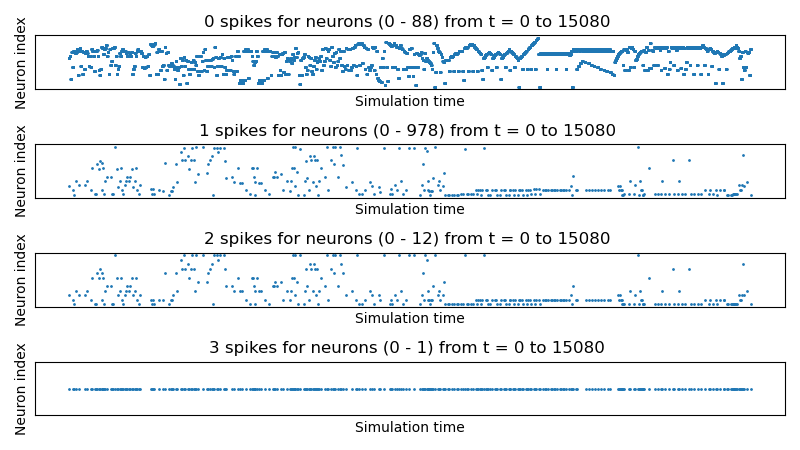 0 spikes for neurons (0 - 88) from t = 0 to 15080
Neuron index
Simulation time
1 spikes for neurons (0 - 978) from t = 0 to 15080
Neuron index
Simulation time
2 spikes for neurons (0 - 12) from t = 0 to 15080
Neuron index
Simulation time
3 spikes for neurons (0 - 1) from t = 0 to 15080
Neuron index
Simulation time